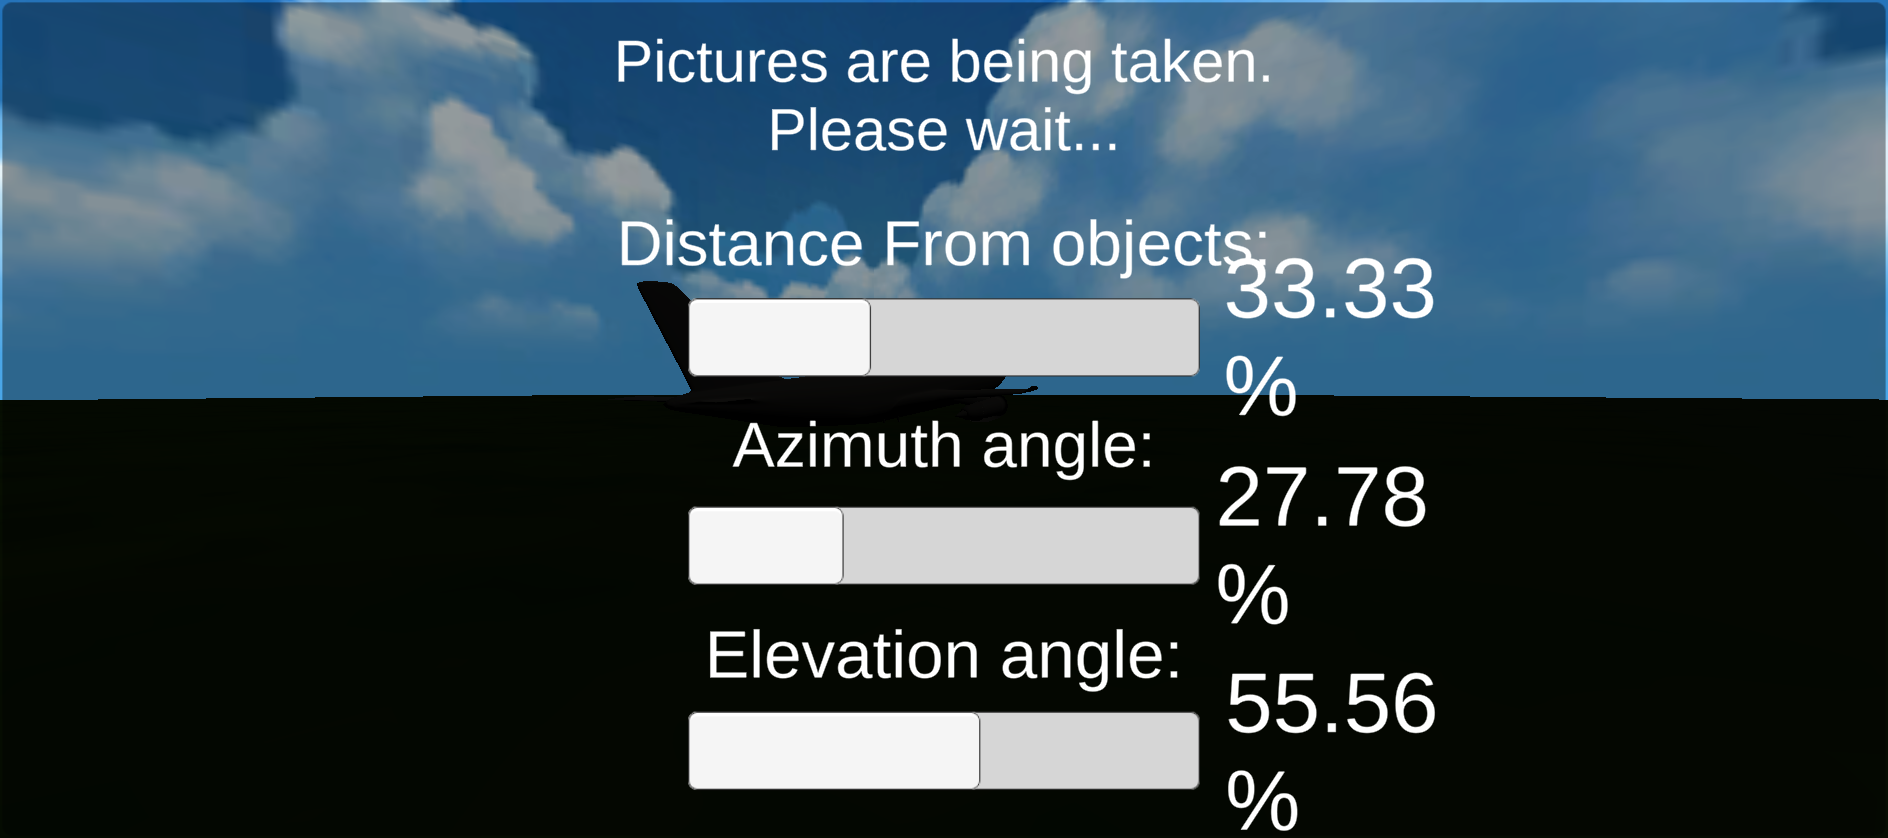 Pictures are being taken.
Please wait...
Distance From objects:
33.33
%
Azimuth angle:
27.78
%
Elevation angle:
55.56
%